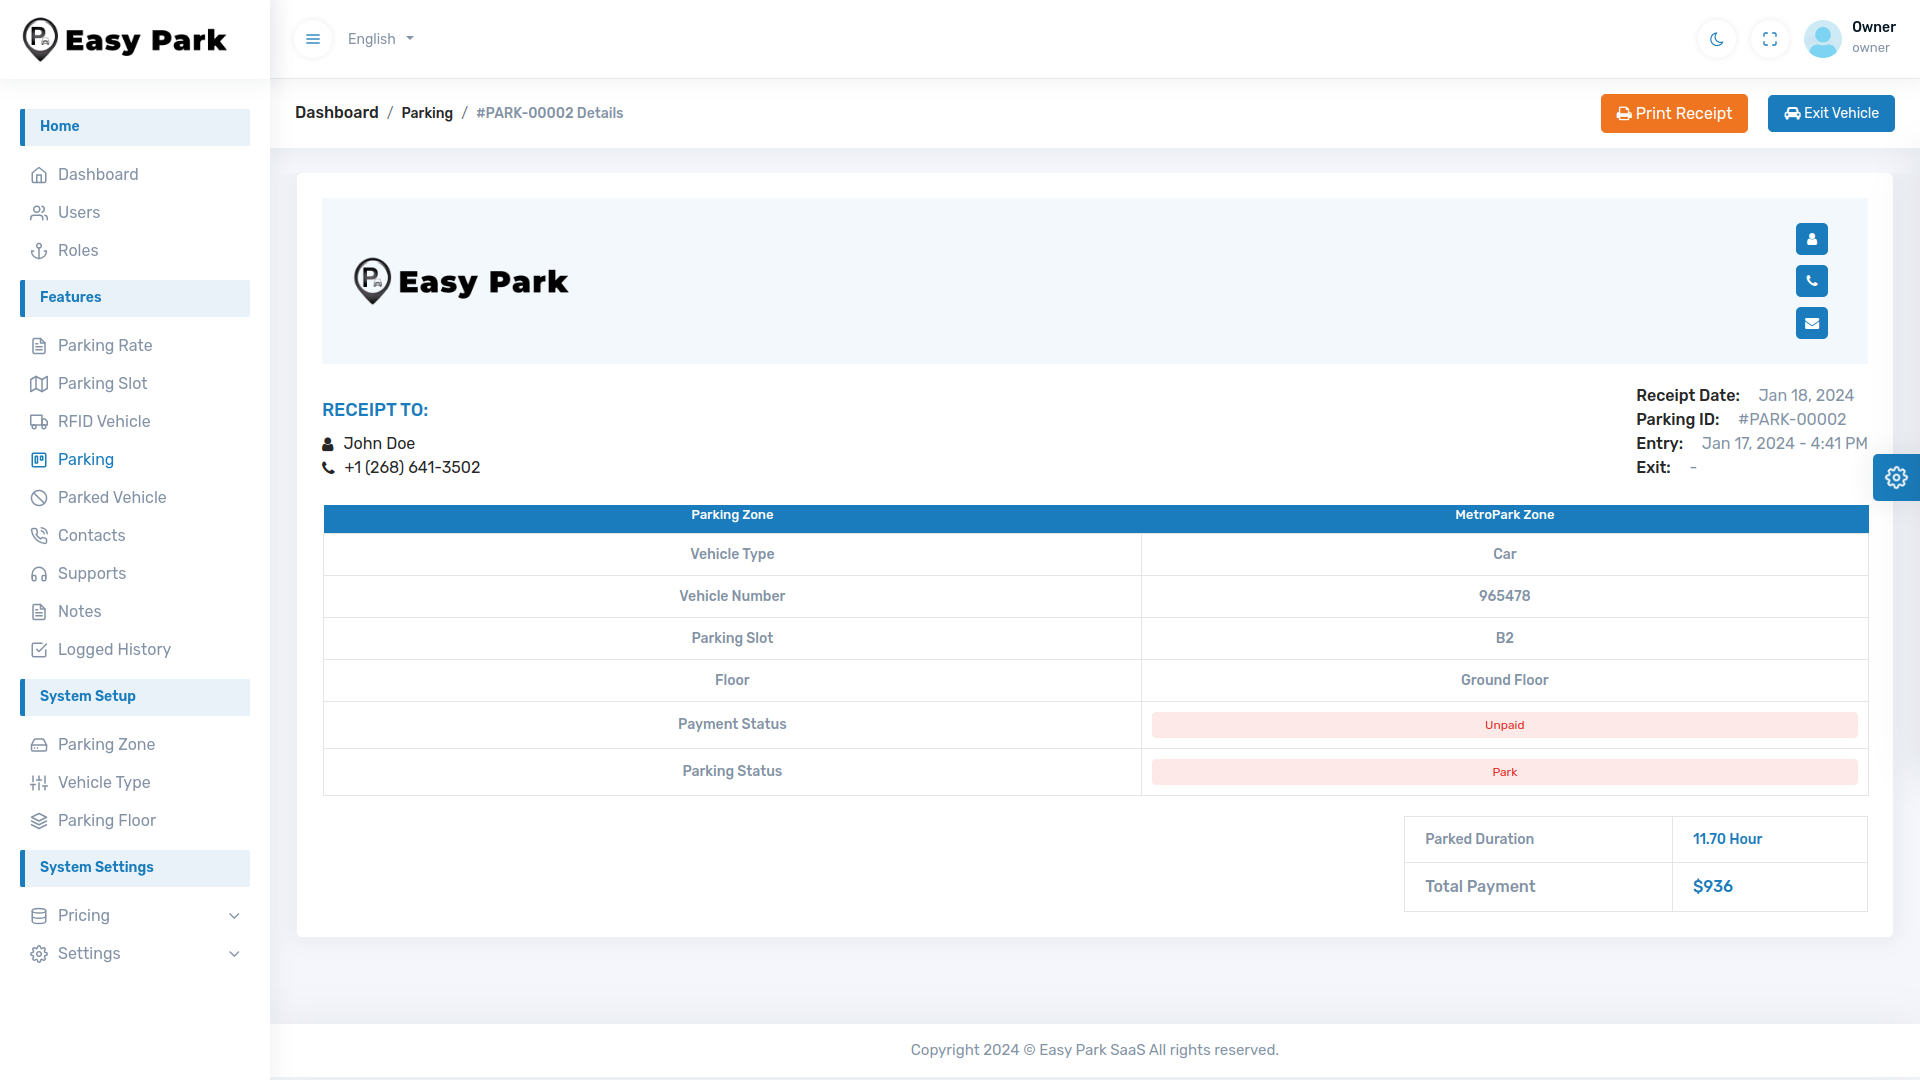 Easy Park
English
Owner
owner
Dashboard / Parking / #PARK-00002 Details
Print Receipt
Exit Vehicle
Home
Dashboard
Users
Roles
Features
Parking Rate
Parking Slot
RFID Vehicle
Parking
Parked Vehicle
Contacts
Supports
Notes
Logged History
System Setup
Parking Zone
Vehicle Type
Parking Floor
System Settings
Pricing
Settings
Easy Park
RECEIPT TO:
John Doe
+1 (268) 641-3502
Receipt Date: Jan 18, 2024
Parking ID: #PARK-00002
Entry: Jan 17, 2024 - 4:41 PM
Exit: -
Parking Zone MetroPark Zone
Vehicle Type Car
Vehicle Number 965478
Parking Slot B2
Floor Ground Floor
Payment Status Unpaid
Parking Status Park
Parked Duration 11.70 Hour
Total Payment $936
Copyright 2024 © Easy Park SaaS All rights reserved.